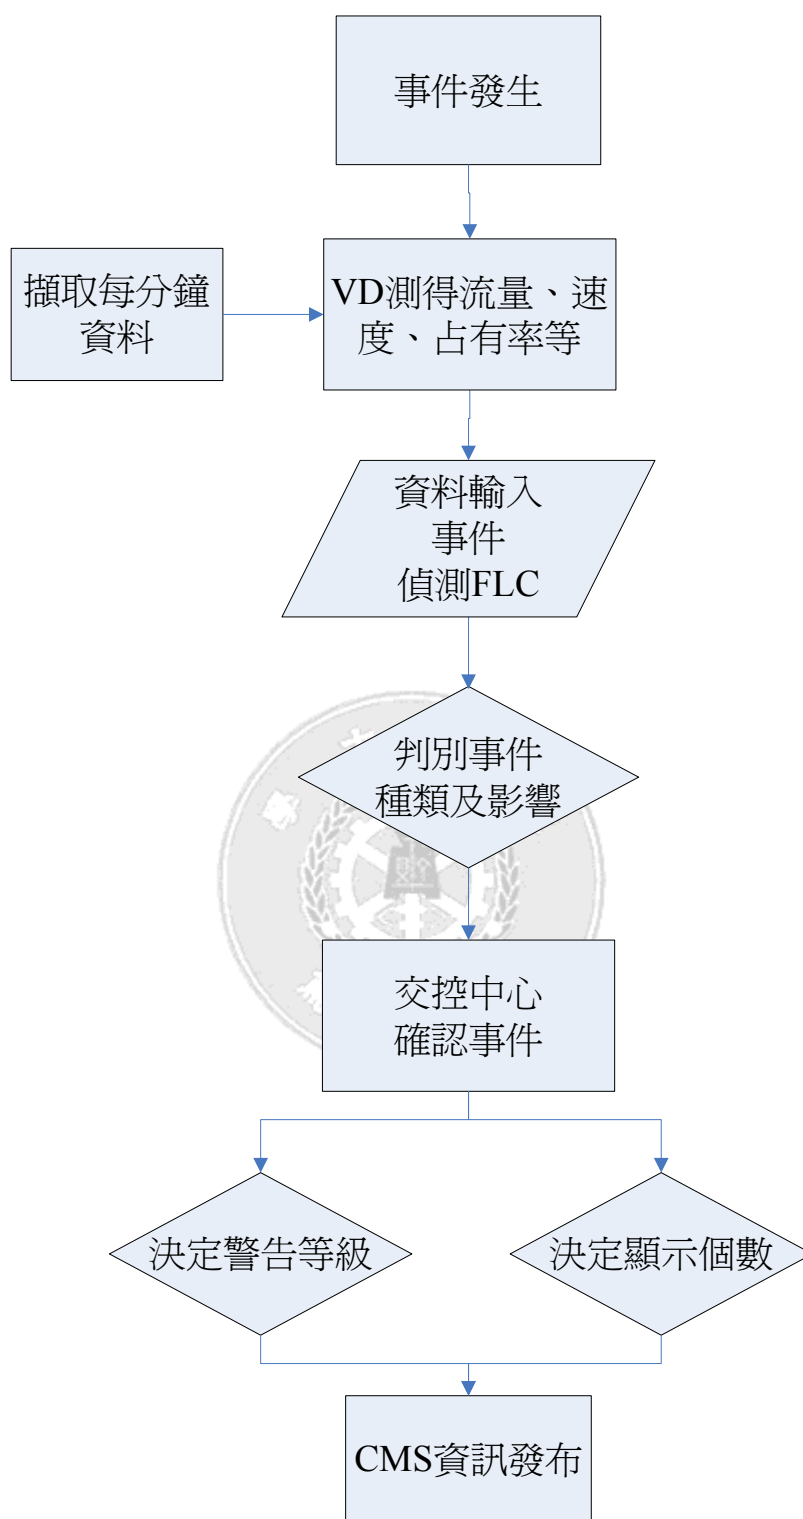 事件發生
擷取每分鐘
資料
VD測得流量、速
度、占有率等
資料輸入
事件
偵測FLC
判別事件
種類及影響
交控中心
確認事件
決定警告等級
決定顯示個數
CMS資訊發布